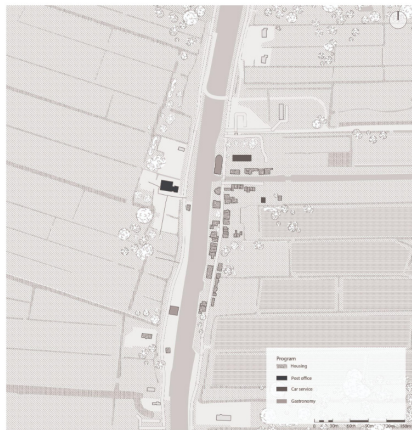 Program
Housing
Post office
Car service
Gastronomy